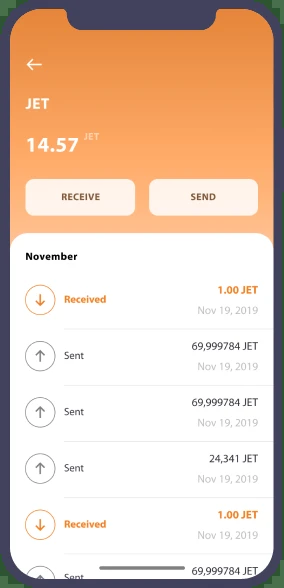 JET
14.57 JET
RECEIVE SEND
November
Received 1.00 JET
Nov 19, 2019
Sent 69,999784 JET
Nov 19, 2019
Sent 69,999784 JET
Nov 19, 2019
Sent 24,341 JET
Nov 19, 2019
Received 1.00 JET
Nov 19, 2019
Sent 69,999784 JET